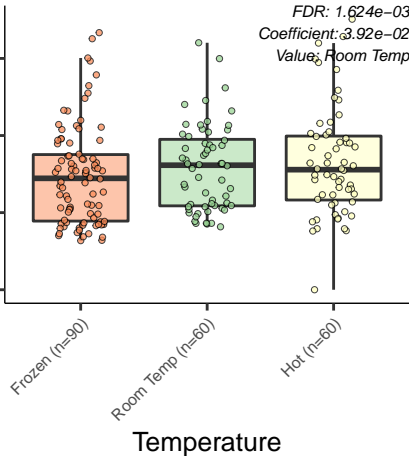 FDR: 1.624e−03
Coefficient: 3.92e−02
Value: Room Temp
Frozen (n=90)
Room Temp (n=60)
Hot (n=60)
Temperature